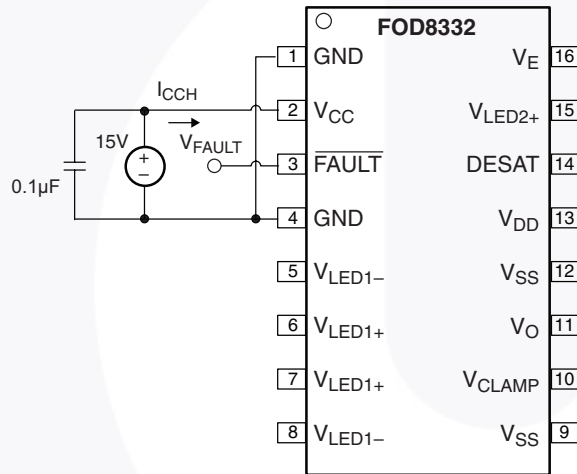 FOD8332
1 GND VE 16
ICCH
2 VCC VLED2+ 15
15V + − VFAULT
3 FAULT DESAT 14
0.1µF
4 GND VDD 13
5 VLED1− VSS 12
6 VLED1+ VO 11
7 VLED1+ VCLAMP 10
8 VLED1− VSS 9